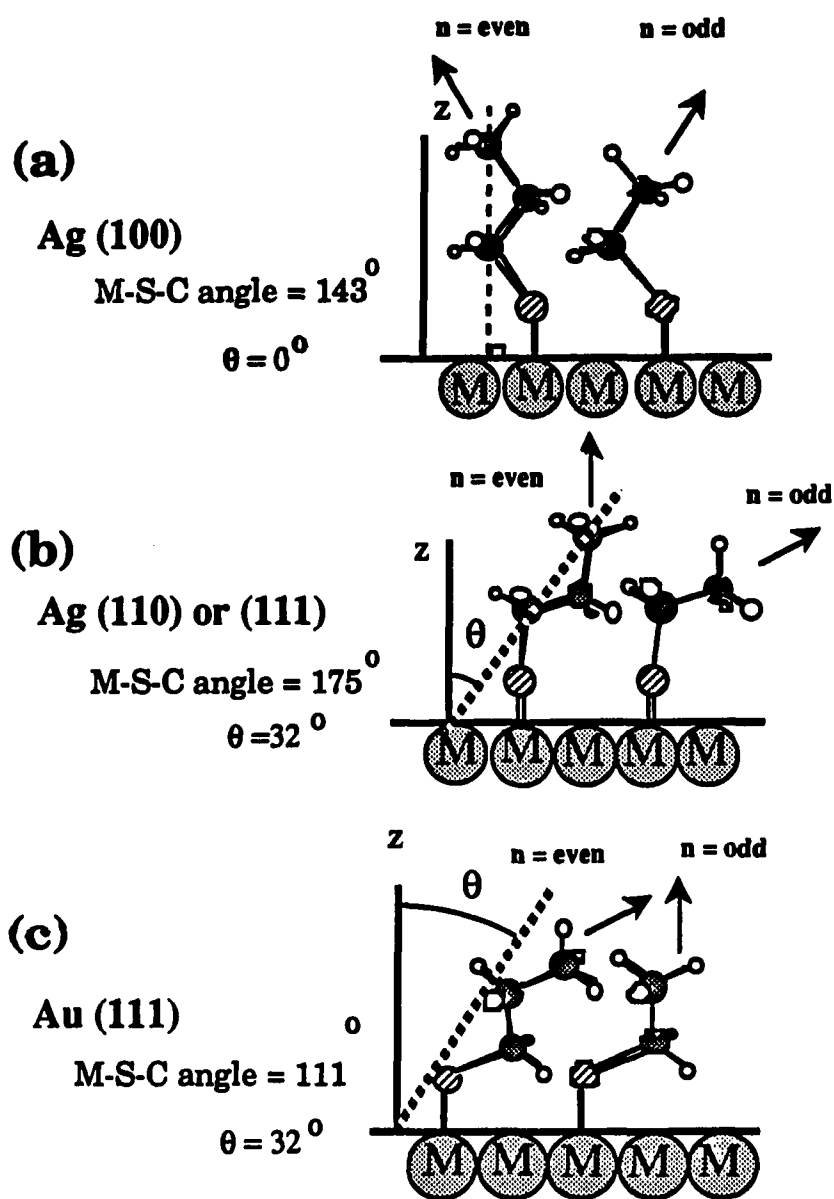 n = even
n = odd
z
(a)
Ag (100)
M-S-C angle = 143°
θ = 0°
M M M M M
n = even
n = odd
z
(b)
Ag (110) or (111)
θ
M-S-C angle = 175°
θ =32 °
M M M M M
z
n = even
n = odd
θ
(c)
Au (111)
M-S-C angle = 111 °
θ = 32 °
M M M M M